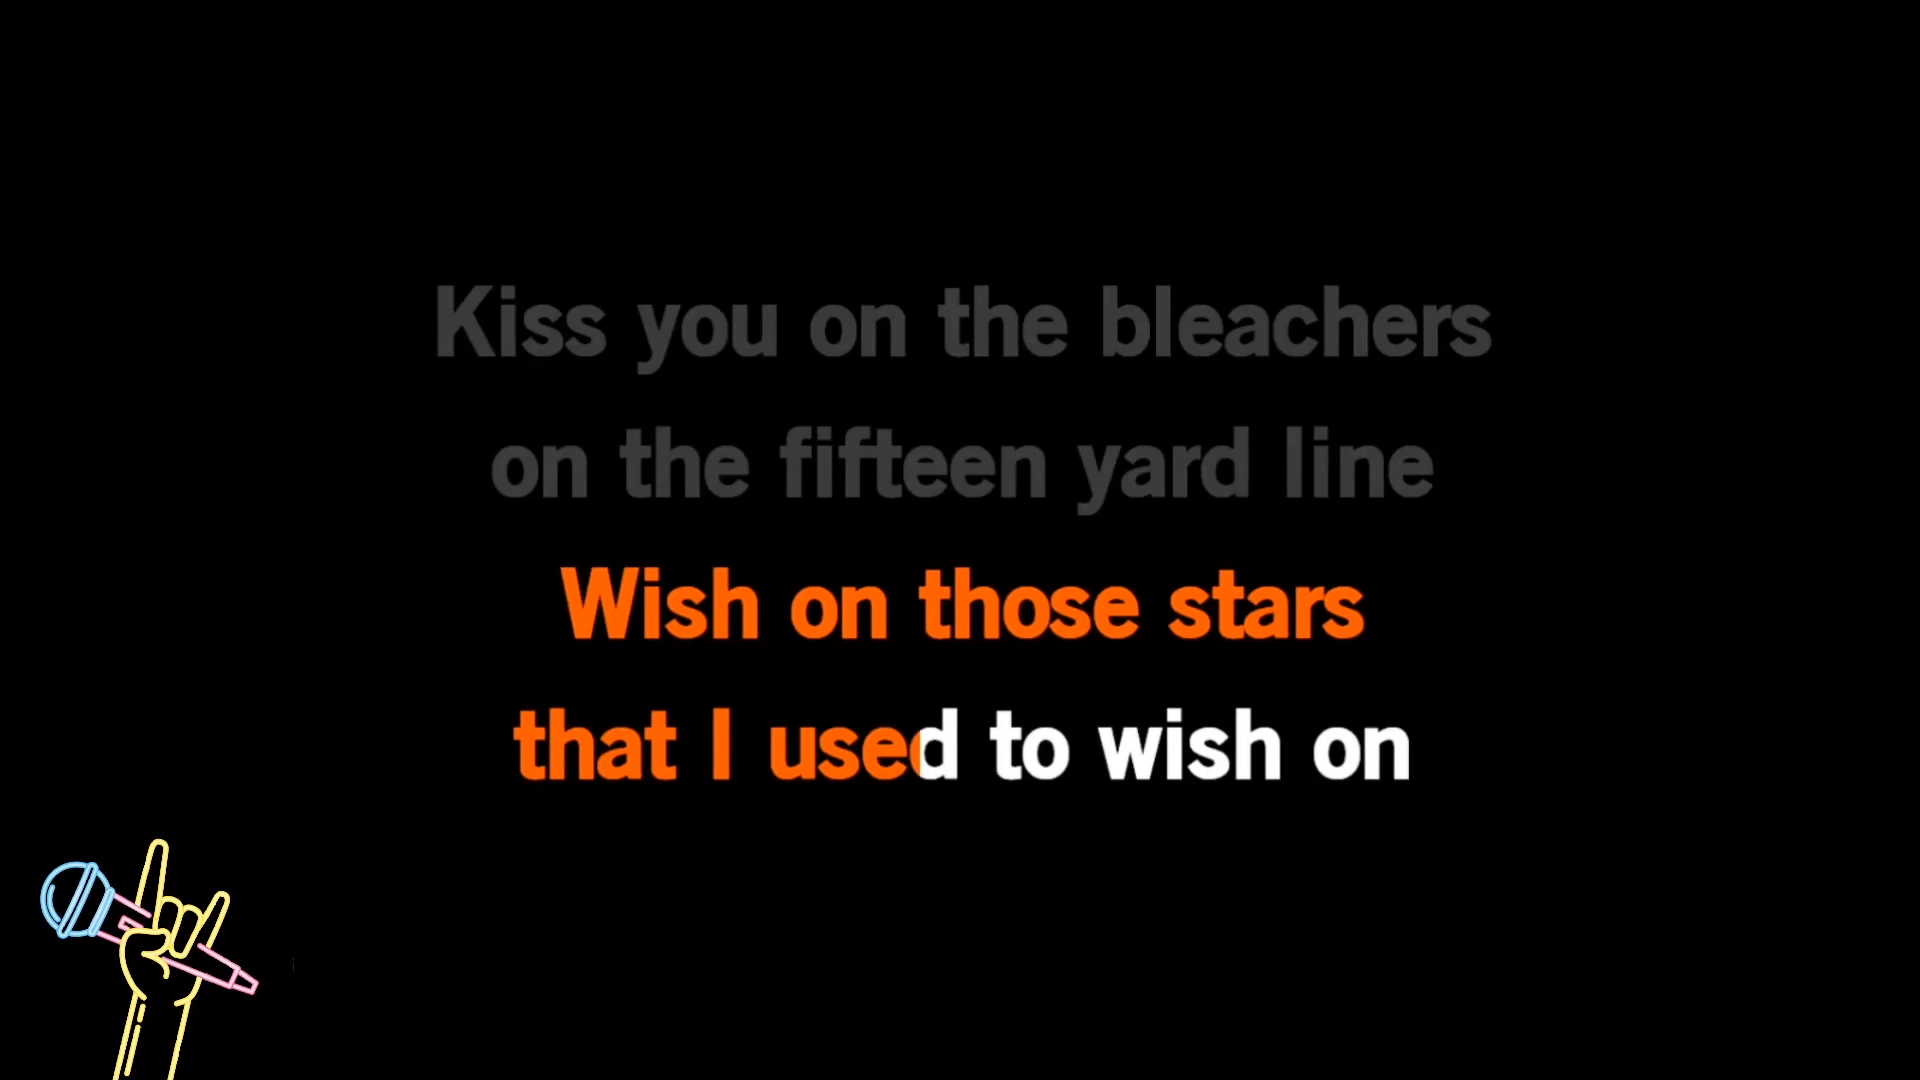 Kiss you on the bleachers
on the fifteen yard line
Wish on those stars
that I used to wish on